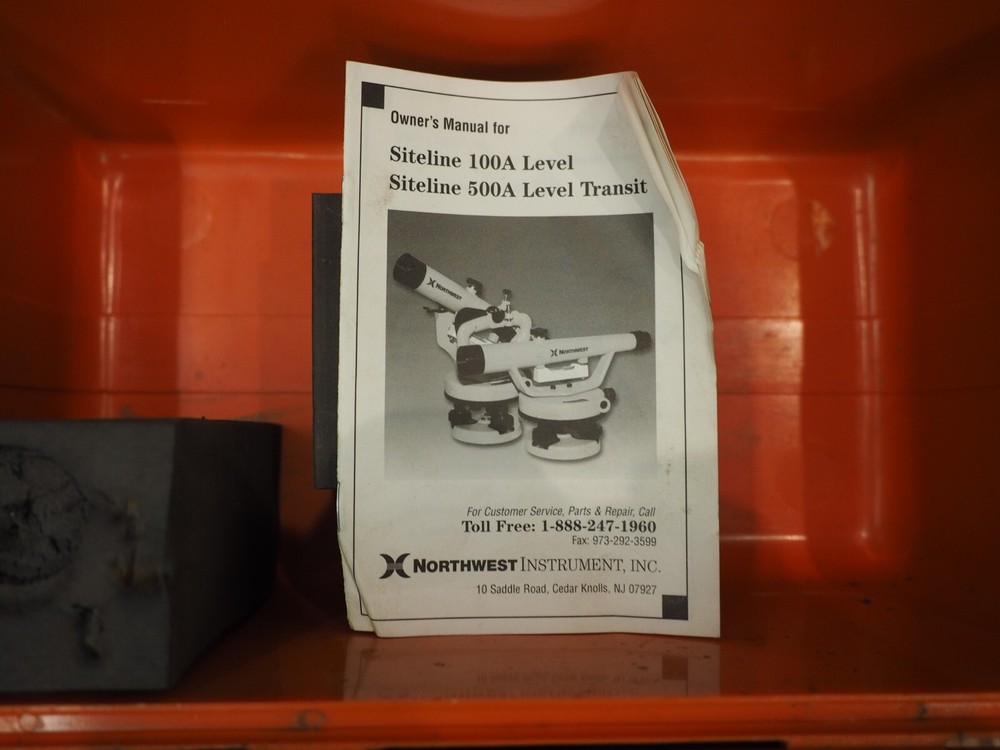 Owner's Manual for
Siteline 100A Level
Siteline 500A Level Transit
NORTHWEST
NORTHWEST
For Customer Service, Parts & Repair, Call
Toll Free: 1-888-247-1960
Fax: 973-292-3599
NORTHWEST INSTRUMENT, INC.
10 Saddle Road, Cedar Knolls, NJ 07927